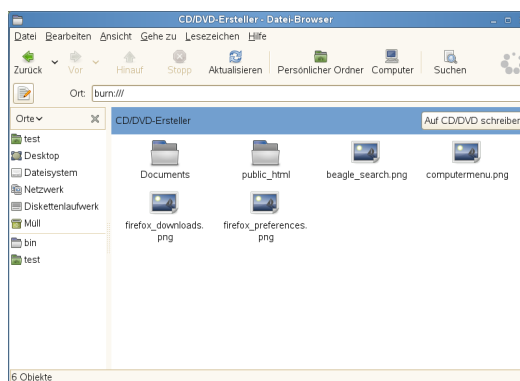 CD/DVD-Ersteller - Datei-Browser
Datei Bearbeiten Ansicht Gehe zu Lesezeichen Hilfe
Zurück Vor Hinauf Stopp Aktualisieren Persönlicher Ordner Computer Suchen
Ort: burn:///
Orte
CD/DVD-Ersteller
Auf CD/DVD schreiben
test
Desktop
Dateisystem
Netzwerk
Diskettenlaufwerk
Müll
bin
test
Documents
public_html
beagle_search.png
computermenu.png
firefox_downloads.
png
firefox_preferences.
png
6 Objekte